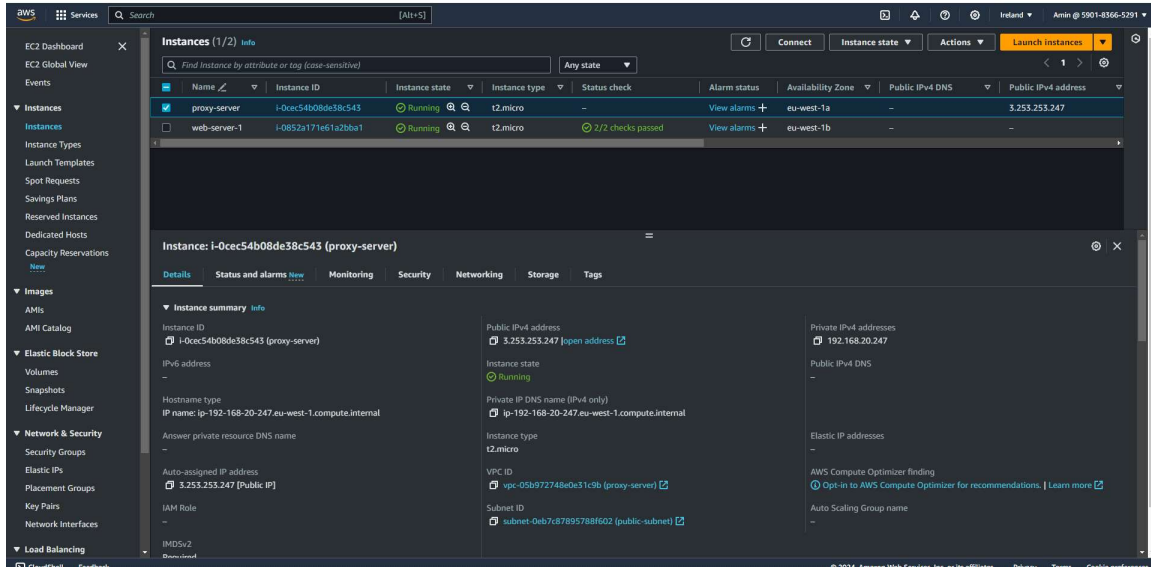 aws Services Search [Alt+S] Ireland Amin @ 5901-8366-5291
EC2 Dashboard
EC2 Global View
Events
Instances
Instances
Instance Types
Launch Templates
Spot Requests
Savings Plans
Reserved Instances
Dedicated Hosts
Capacity Reservations
New
Images
AMIs
AMI Catalog
Elastic Block Store
Volumes
Snapshots
Lifecycle Manager
Network & Security
Security Groups
Elastic IPs
Placement Groups
Key Pairs
Network Interfaces
Load Balancing
Instances (1/2) Info Connect Instance state Actions Launch instances
Find Instance by attribute or tag (case-sensitive) Any state 1
Name Instance ID Instance state Instance type Status check Alarm status Availability Zone Public IPv4 DNS Public IPv4 address
proxy-server i-0cec54b08de38c543 Running t2.micro – View alarms + eu-west-1a – 3.253.253.247
web-server-1 i-0852a171e61a2bba1 Running t2.micro 2/2 checks passed View alarms + eu-west-1b – –
Instance: i-0cec54b08de38c543 (proxy-server)
Details Status and alarms New Monitoring Security Networking Storage Tags
Instance summary Info
Instance ID Public IPv4 address Private IPv4 addresses
i-0cec54b08de38c543 (proxy-server) 3.253.253.247 |open address 192.168.20.247
IPv6 address Instance state Public IPv4 DNS
– Running –
Hostname type Private IP DNS name (IPv4 only)
IP name: ip-192-168-20-247.eu-west-1.compute.internal ip-192-168-20-247.eu-west-1.compute.internal
Answer private resource DNS name Instance type Elastic IP addresses
– t2.micro –
Auto-assigned IP address VPC ID AWS Compute Optimizer finding
3.253.253.247 [Public IP] vpc-05b972748e0e31c9b (proxy-server) Opt-in to AWS Compute Optimizer for recommendations. | Learn more
IAM Role Subnet ID Auto Scaling Group name
– subnet-0eb7c87895788f602 (public-subnet) –
IMDSv2
Required
CloudShell Feedback © 2024, Amazon Web Services, Inc. or its affiliates. Privacy Terms Cookie preferences